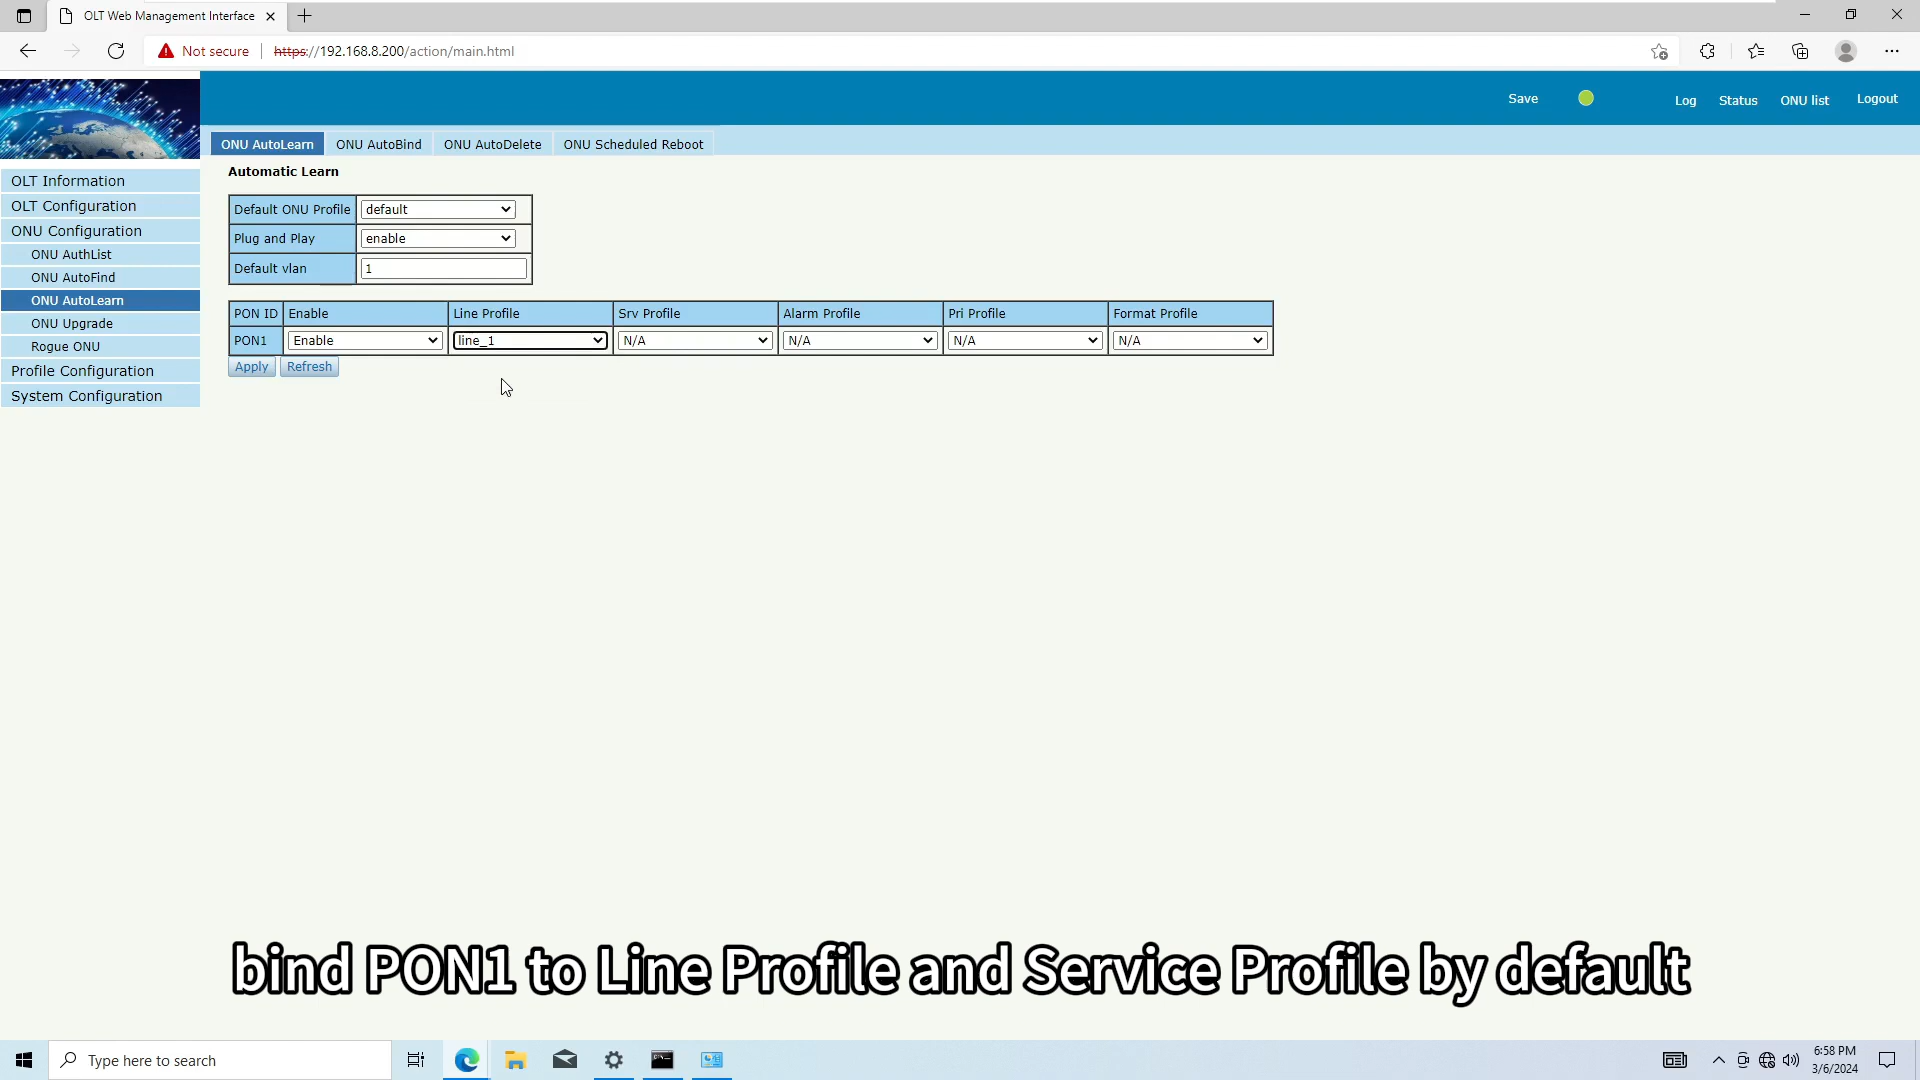 OLT Web Management Interface
Not secure
https://192.168.8.200/action/main.html
Save
Log
Status
ONU list
Logout
ONU AutoLearn
ONU AutoBind
ONU AutoDelete
ONU Scheduled Reboot
OLT Information
OLT Configuration
ONU Configuration
ONU AuthList
ONU AutoFind
ONU AutoLearn
ONU Upgrade
Rogue ONU
Profile Configuration
System Configuration
Automatic Learn
Default ONU Profile default
Plug and Play enable
Default vlan 1
PON ID Enable Line Profile Srv Profile Alarm Profile Pri Profile Format Profile
PON1 Enable line_1 N/A N/A N/A N/A
Apply Refresh
bind PON1 to Line Profile and Service Profile by default
Type here to search
6:58 PM
3/6/2024